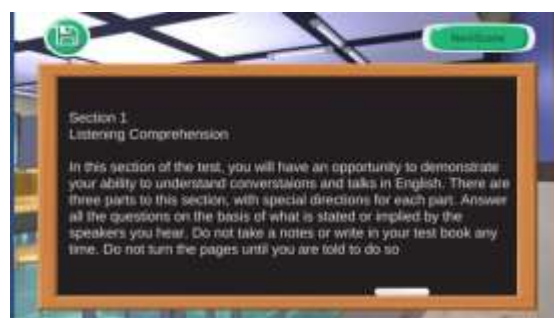 Section 1
Listening Comprehension
In this section of the test, you will have an opportunity to demonstrate
your ability to understand converstaions and talks in English. There are
three parts to this section, with special directions for each part. Answer
all the questions on the basis of what is stated or implied by the
speakers you hear. Do not take a notes or write in your test book any
time. Do not turn the pages until you are told to do so